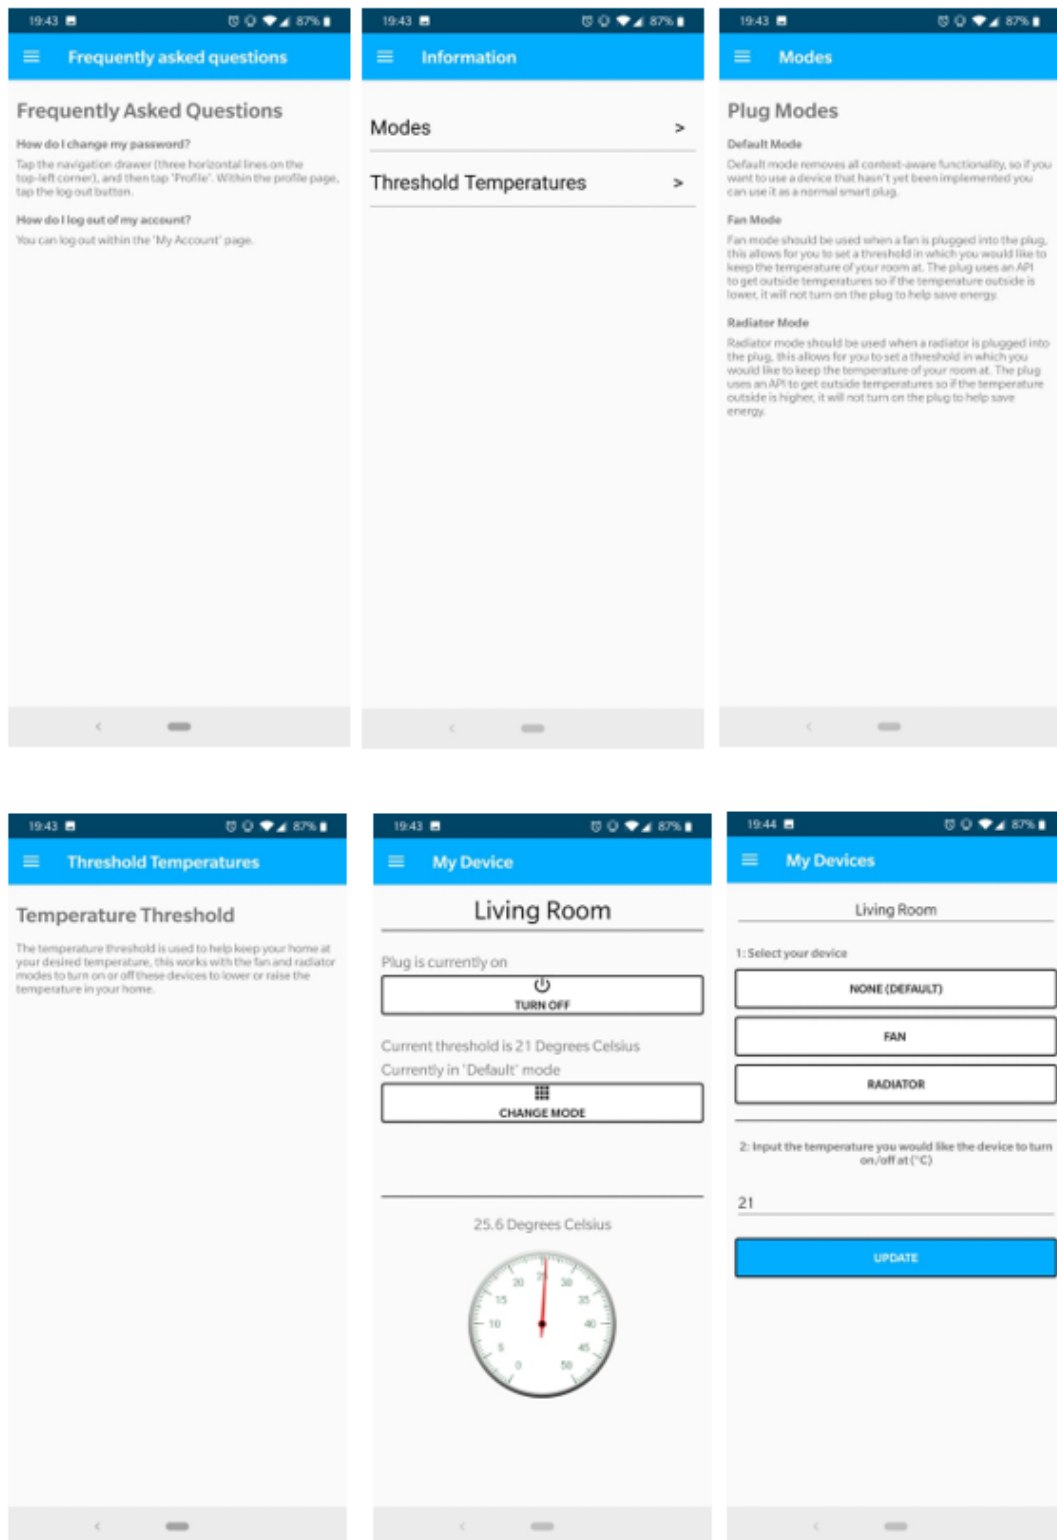 19:43 87%
Frequently asked questions
Frequently Asked Questions
How do I change my password?
Tap the navigation drawer (three horizontal lines on the
top-left corner), and then tap 'Profile'. Within the profile page,
tap the log out button.
How do I log out of my account?
You can log out within the 'My Account' page.
19:43 87%
Information
Modes >
Threshold Temperatures >
19:43 87%
Modes
Plug Modes
Default Mode
Default mode removes all context-aware functionality, so if you
want to use a device that hasn't yet been implemented you
can use it as a normal smart plug.
Fan Mode
Fan mode should be used when a fan is plugged into the plug,
this allows for you to set a threshold in which you would like to
keep the temperature of your room at. The plug uses an API
to get outside temperatures so if the temperature outside is
lower, it will not turn on the plug to help save energy.
Radiator Mode
Radiator mode should be used when a radiator is plugged into
the plug, this allows for you to set a threshold in which you
would like to keep the temperature of your room at. The plug
uses an API to get outside temperatures so if the temperature
outside is higher, it will not turn on the plug to help save
energy.
19:43 87%
Threshold Temperatures
Temperature Threshold
The temperature threshold is used to help keep your home at
your desired temperature, this works with the fan and radiator
modes to turn on or off these devices to lower or raise the
temperature in your home.
19:43 87%
My Device
Living Room
Plug is currently on
TURN OFF
Current threshold is 21 Degrees Celsius
Currently in 'Default' mode
CHANGE MODE
25.6 Degrees Celsius
20 25 30
15 35
10 40
5 45
0 50
19:44 87%
My Devices
Living Room
1: Select your device
NONE (DEFAULT)
FAN
RADIATOR
2: Input the temperature you would like the device to turn
on/off at (°C)
21
UPDATE